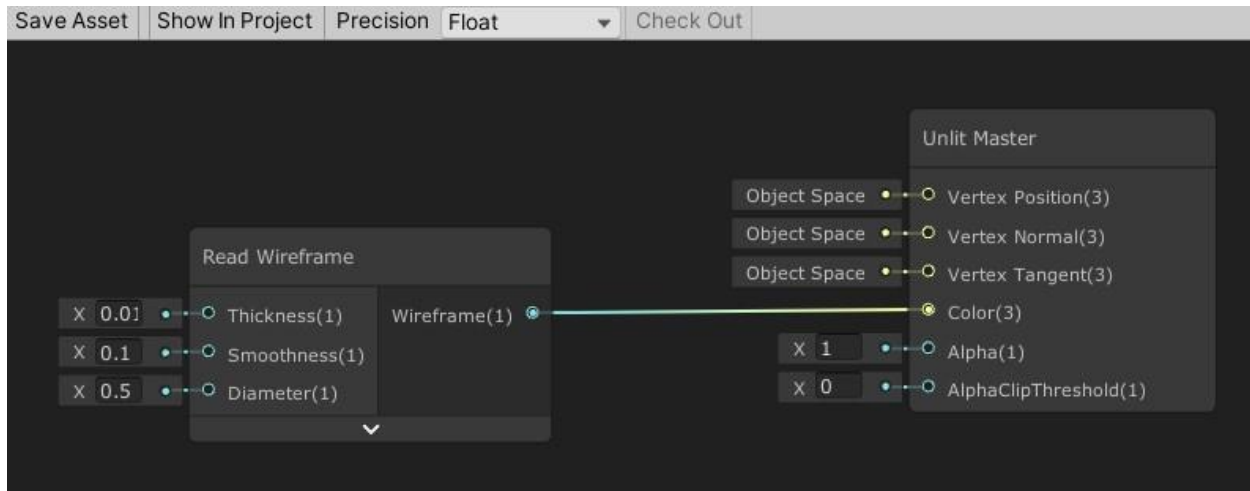 Save Asset Show In Project Precision Float Check Out
Unlit Master
Object Space Vertex Position(3)
Object Space Vertex Normal(3)
Object Space Vertex Tangent(3)
Color(3)
X 1 Alpha(1)
X 0 AlphaClipThreshold(1)
Read Wireframe
X 0.01 Thickness(1) Wireframe(1)
X 0.1 Smoothness(1)
X 0.5 Diameter(1)